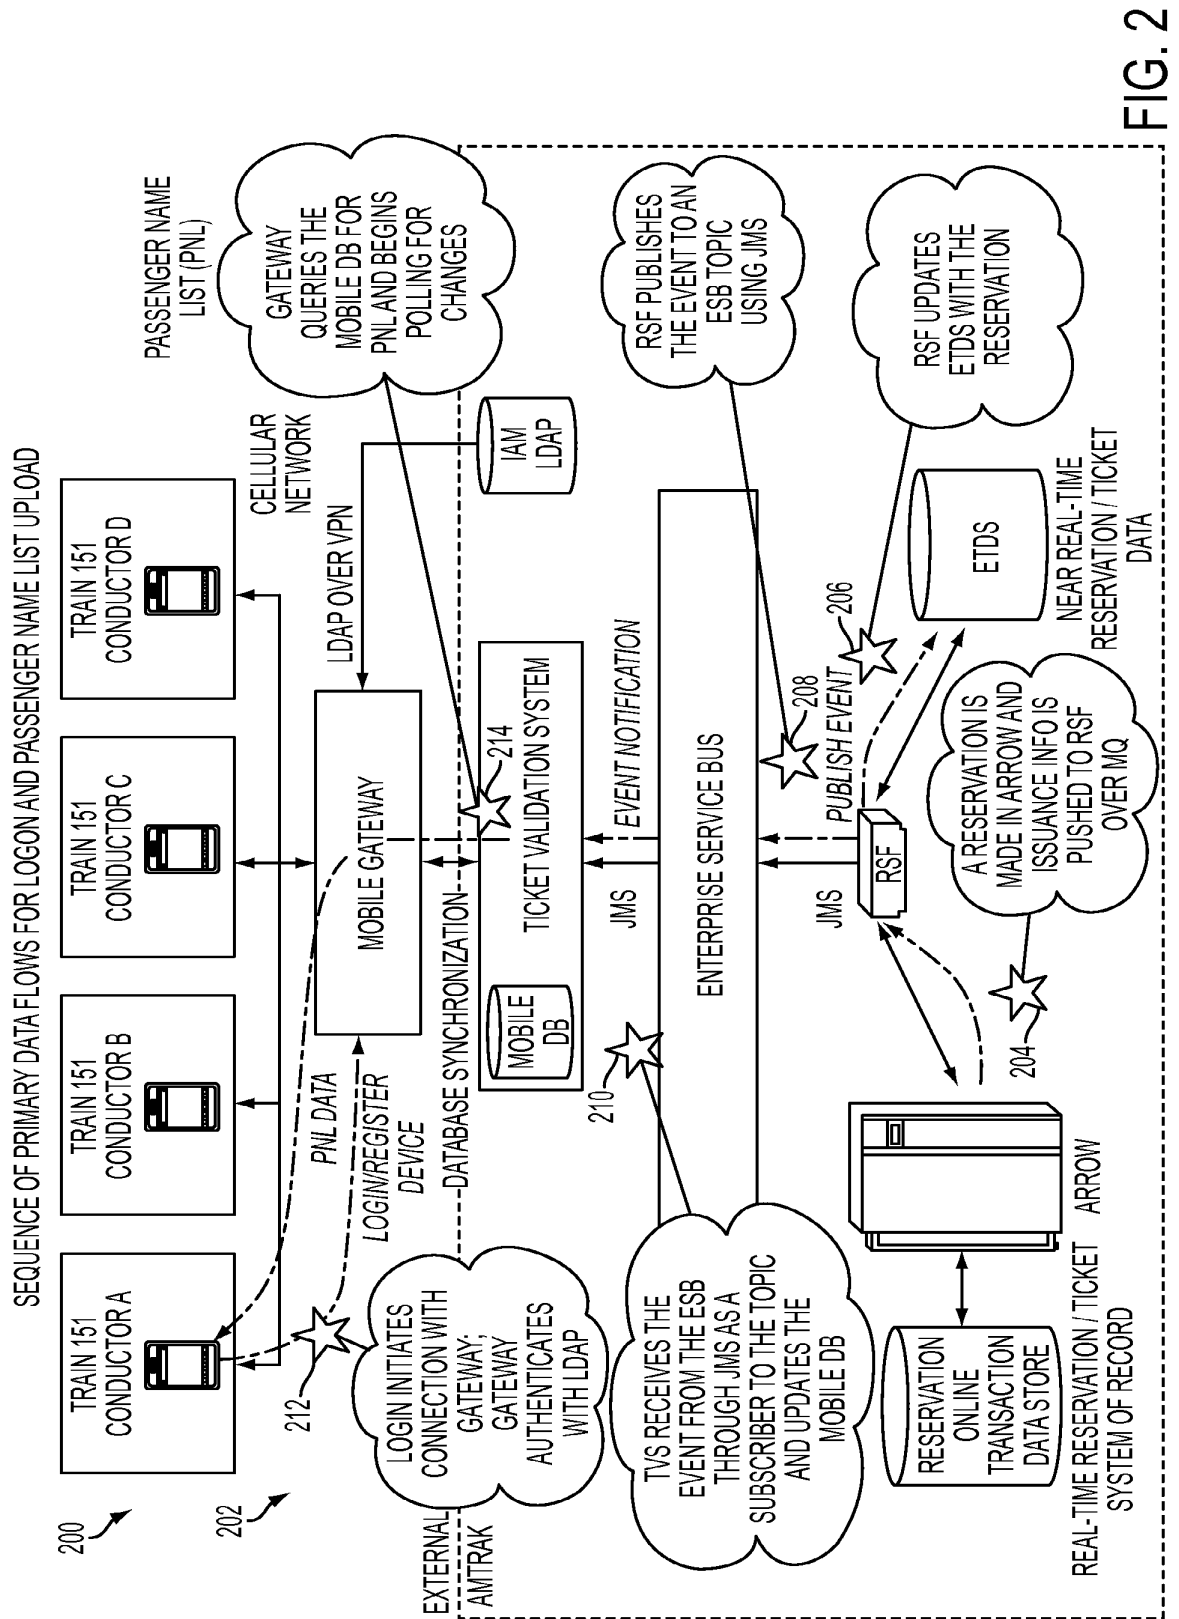 SEQUENCE OF PRIMARY DATA FLOWS FOR LOGON AND PASSENGER NAME LIST UPLOAD
200
TRAIN 151
CONDUCTOR A
TRAIN 151
CONDUCTOR B
TRAIN 151
CONDUCTOR C
TRAIN 151
CONDUCTOR D
202
212
PNL DATA
LOGIN/REGISTER
DEVICE
MOBILE GATEWAY
LDAP OVER VPN
CELLULAR
NETWORK
PASSENGER NAME
LIST (PNL)
GATEWAY
QUERIES THE
MOBILE DB FOR
PNL AND BEGINS
POLLING FOR
CHANGES
LOGIN INITIATES
CONNECTION WITH
GATEWAY;
GATEWAY
AUTHENTICATES
WITH LDAP
EXTERNAL
AMTRAK
DATABASE SYNCHRONIZATION
214
IAM
LDAP
MOBILE
DB
TICKET VALIDATION SYSTEM
210
JMS
EVENT NOTIFICATION
TVS RECEIVES THE
EVENT FROM THE ESB
THROUGH JMS AS A
SUBSCRIBER TO THE TOPIC
AND UPDATES THE
MOBILE DB
ENTERPRISE SERVICE BUS
RSF PUBLISHES
THE EVENT TO AN
ESB TOPIC
USING JMS
208
JMS
PUBLISH EVENT
206
RSF
RSF UPDATES
ETDS WITH THE
RESERVATION
ETDS
NEAR REAL-TIME
RESERVATION / TICKET
DATA
A RESERVATION IS
MADE IN ARROW AND
ISSUANCE INFO IS
PUSHED TO RSF
OVER MQ
204
RESERVATION
ONLINE
TRANSACTION
DATA STORE
ARROW
REAL-TIME RESERVATION / TICKET
SYSTEM OF RECORD
FIG. 2